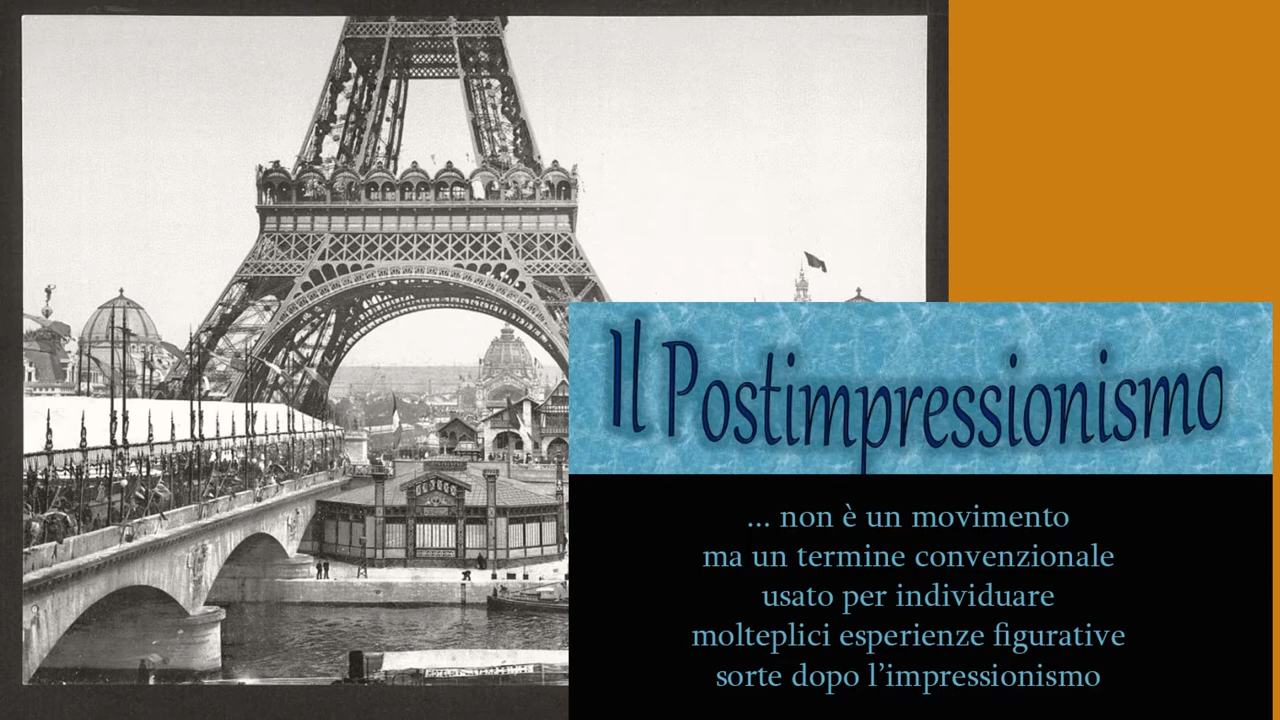 Il Postimpressionismo
... non è un movimento
ma un termine convenzionale
usato per individuare
molteplici esperienze figurative
sorte dopo l’impressionismo